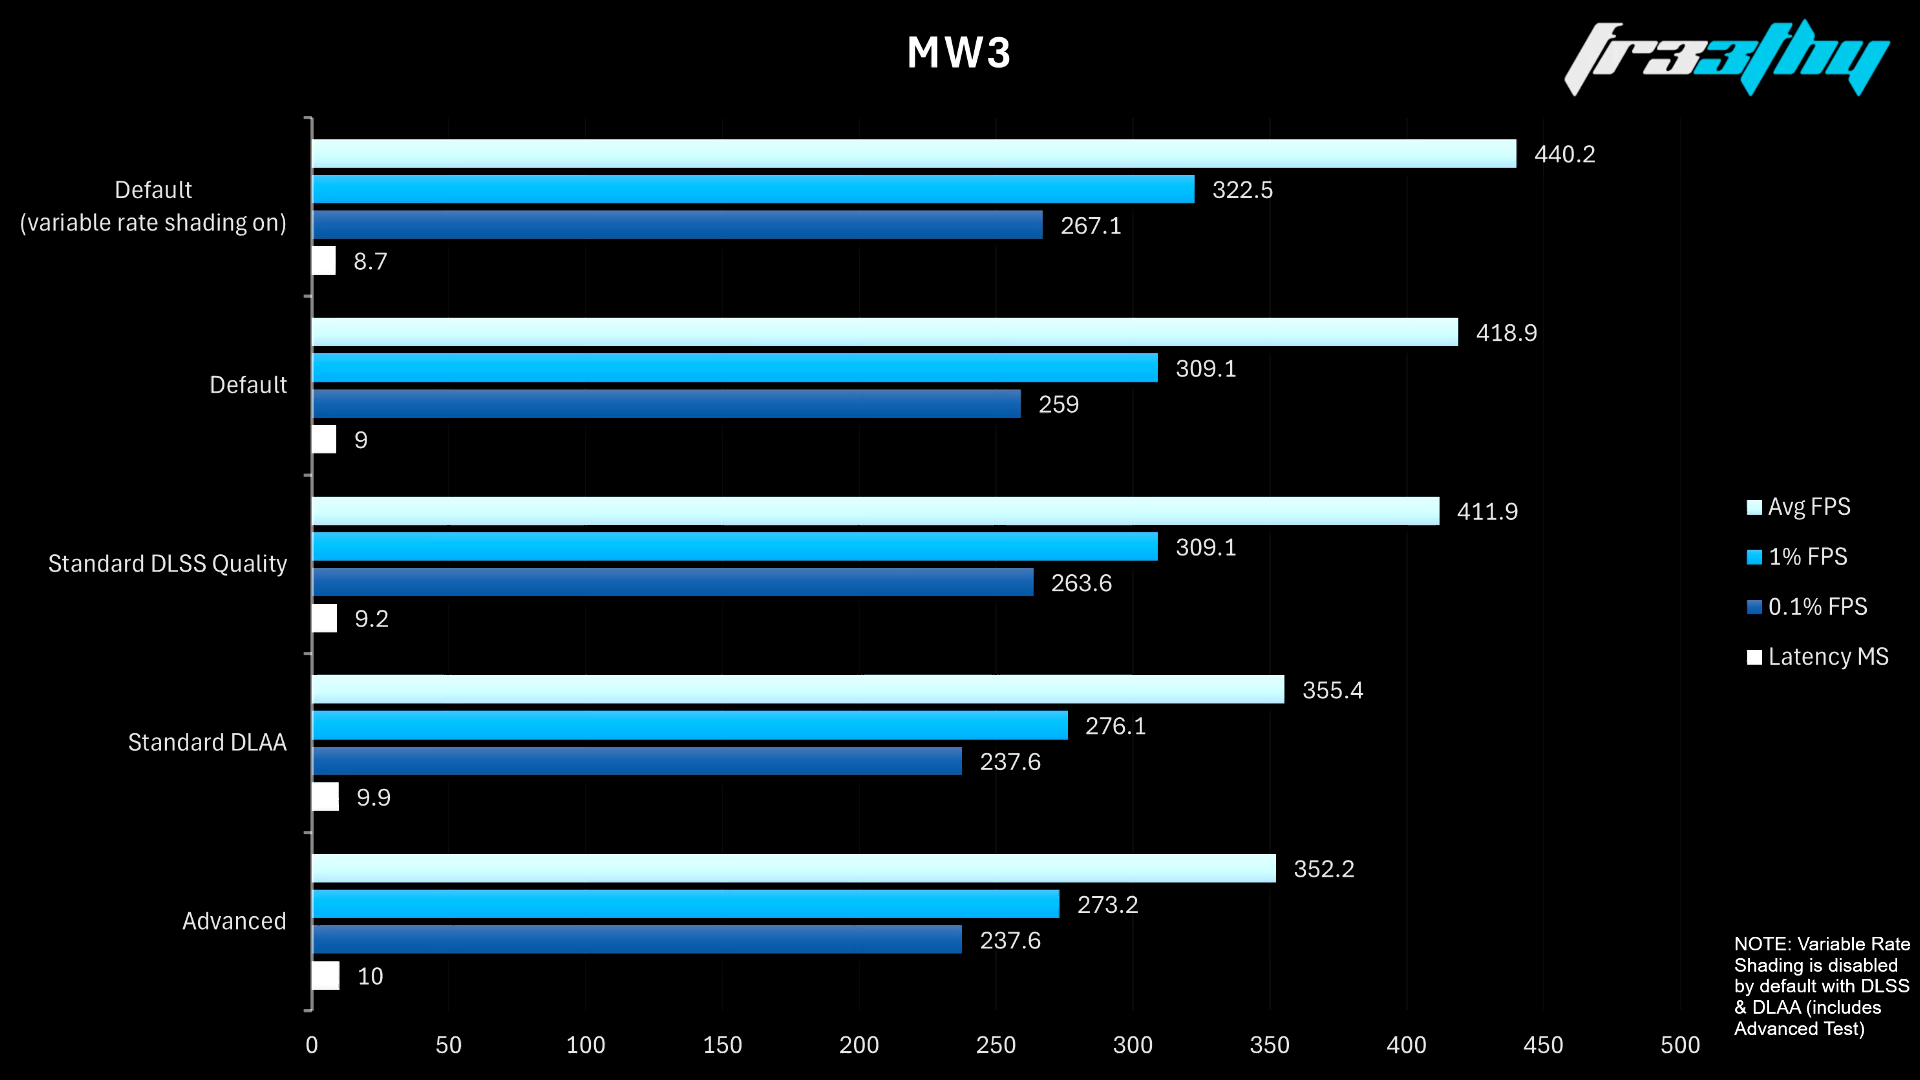 MW3
fr33thy
Default
(variable rate shading on)
440.2
322.5
267.1
8.7
Default
418.9
309.1
259
9
Standard DLSS Quality
411.9
309.1
263.6
9.2
Standard DLAA
355.4
276.1
237.6
9.9
Advanced
352.2
273.2
237.6
10
0 50 100 150 200 250 300 350 400 450 500
Avg FPS
1% FPS
0.1% FPS
Latency MS
NOTE: Variable Rate
Shading is disabled
by default with DLSS
& DLAA (includes
Advanced Test)